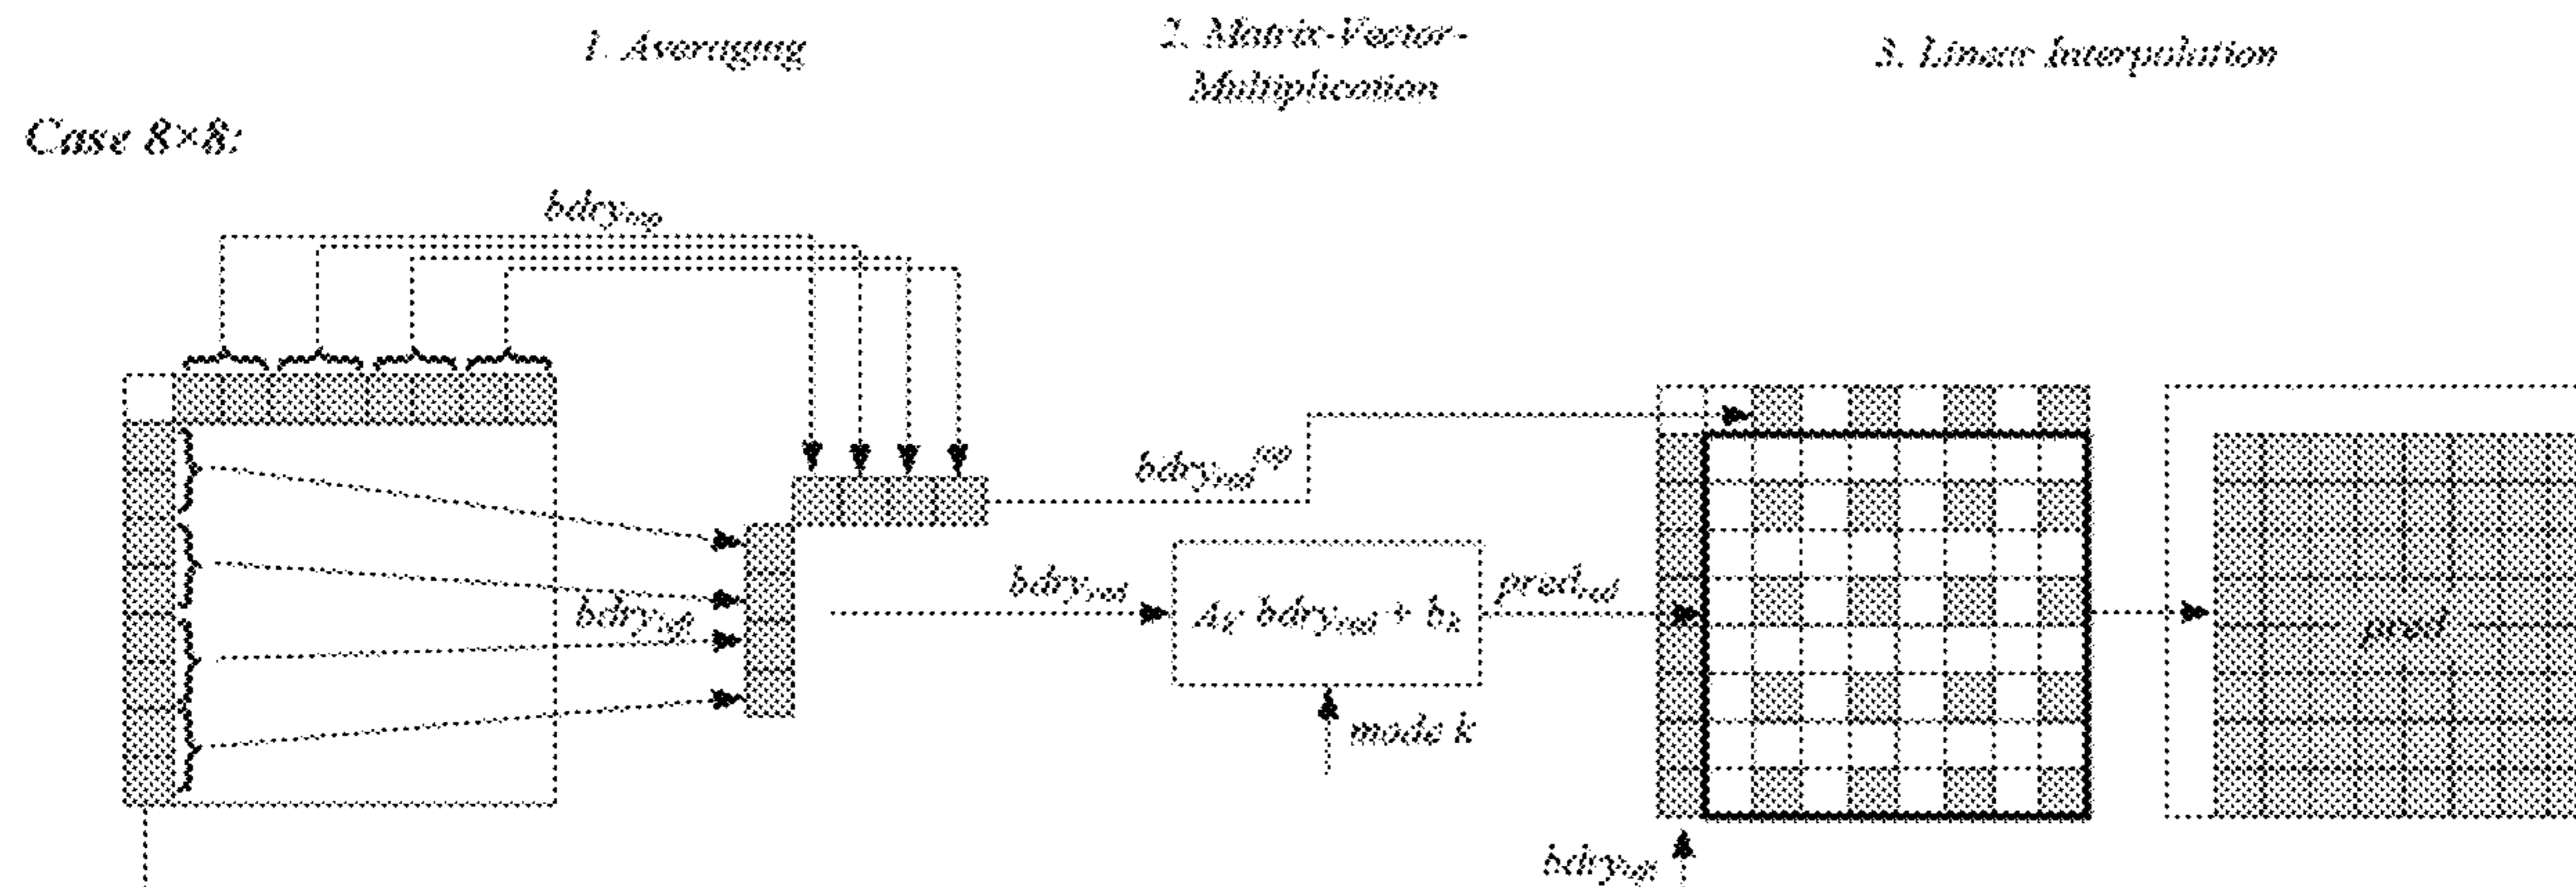 1. Averaging
2. Matrix-Vector-
Multiplication
3. Linear Interpolation
Case 8×8:
bdry_top
bdry_red^top
bdry_left
bdry_red
A_k · bdry_red + b_k
pred_red
pred
mode k
bdry_left